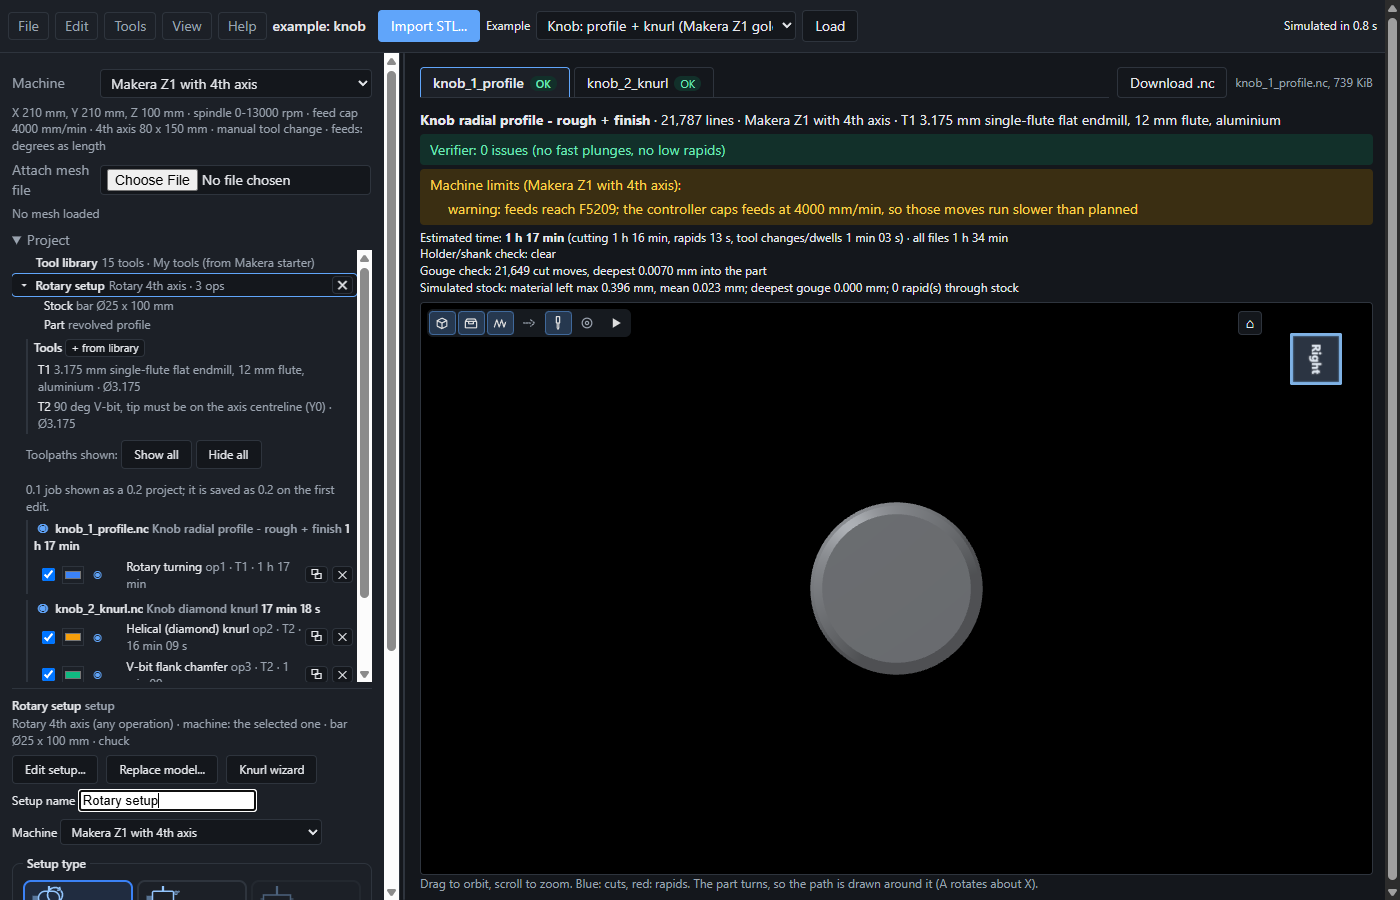 File Edit Tools View Help example: knob Import STL... Example Knob: profile + knurl (Makera Z1 gol Load Simulated in 0.8 s
Machine Makera Z1 with 4th axis
X 210 mm, Y 210 mm, Z 100 mm · spindle 0-13000 rpm · feed cap
4000 mm/min · 4th axis 80 x 150 mm · manual tool change · feeds:
degrees as length
Attach mesh
file
Choose File No file chosen
No mesh loaded
Project
Tool library 15 tools · My tools (from Makera starter)
Rotary setup Rotary 4th axis · 3 ops
Stock bar Ø25 x 100 mm
Part revolved profile
Tools + from library
T1 3.175 mm single-flute flat endmill, 12 mm flute,
aluminium · Ø3.175
T2 90 deg V-bit, tip must be on the axis centreline (Y0) ·
Ø3.175
Toolpaths shown: Show all Hide all
0.1 job shown as a 0.2 project; it is saved as 0.2 on the first
edit.
knob_1_profile.nc Knob radial profile - rough + finish 1
h 17 min
Rotary turning op1 · T1 · 1 h 17
min
knob_2_knurl.nc Knob diamond knurl 17 min 18 s
Helical (diamond) knurl op2 · T2 ·
16 min 09 s
V-bit flank chamfer op3 · T2 · 1
Rotary setup setup
Rotary 4th axis (any operation) · machine: the selected one · bar
Ø25 x 100 mm · chuck
Edit setup... Replace model... Knurl wizard
Setup name Rotary setup
Machine Makera Z1 with 4th axis
Setup type
knob_1_profile OK knob_2_knurl OK Download .nc knob_1_profile.nc, 739 KiB
Knob radial profile - rough + finish · 21,787 lines · Makera Z1 with 4th axis · T1 3.175 mm single-flute flat endmill, 12 mm flute, aluminium
Verifier: 0 issues (no fast plunges, no low rapids)
Machine limits (Makera Z1 with 4th axis):
warning: feeds reach F5209; the controller caps feeds at 4000 mm/min, so those moves run slower than planned
Estimated time: 1 h 17 min (cutting 1 h 16 min, rapids 13 s, tool changes/dwells 1 min 03 s) · all files 1 h 34 min
Holder/shank check: clear
Gouge check: 21,649 cut moves, deepest 0.0070 mm into the part
Simulated stock: material left max 0.396 mm, mean 0.023 mm; deepest gouge 0.000 mm; 0 rapid(s) through stock
Right
Drag to orbit, scroll to zoom. Blue: cuts, red: rapids. The part turns, so the path is drawn around it (A rotates about X).